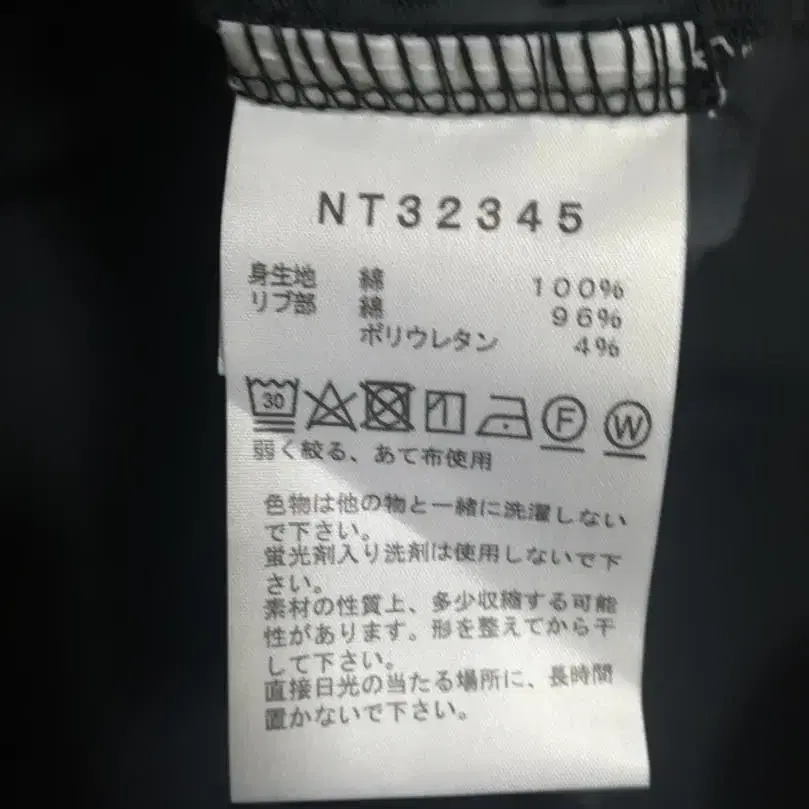 NT32345
身生地 綿 100%
リブ部 綿 96%
ポリウレタン 4%
30 F W
弱く絞る、あて布使用
色物は他の物と一緒に洗濯しない
で下さい。
蛍光剤入り洗剤は使用しないで下
さい。
素材の性質上、多少収縮する可能
性があります。形を整えてから干
して下さい。
直接日光の当たる場所に、長時間
置かないで下さい。